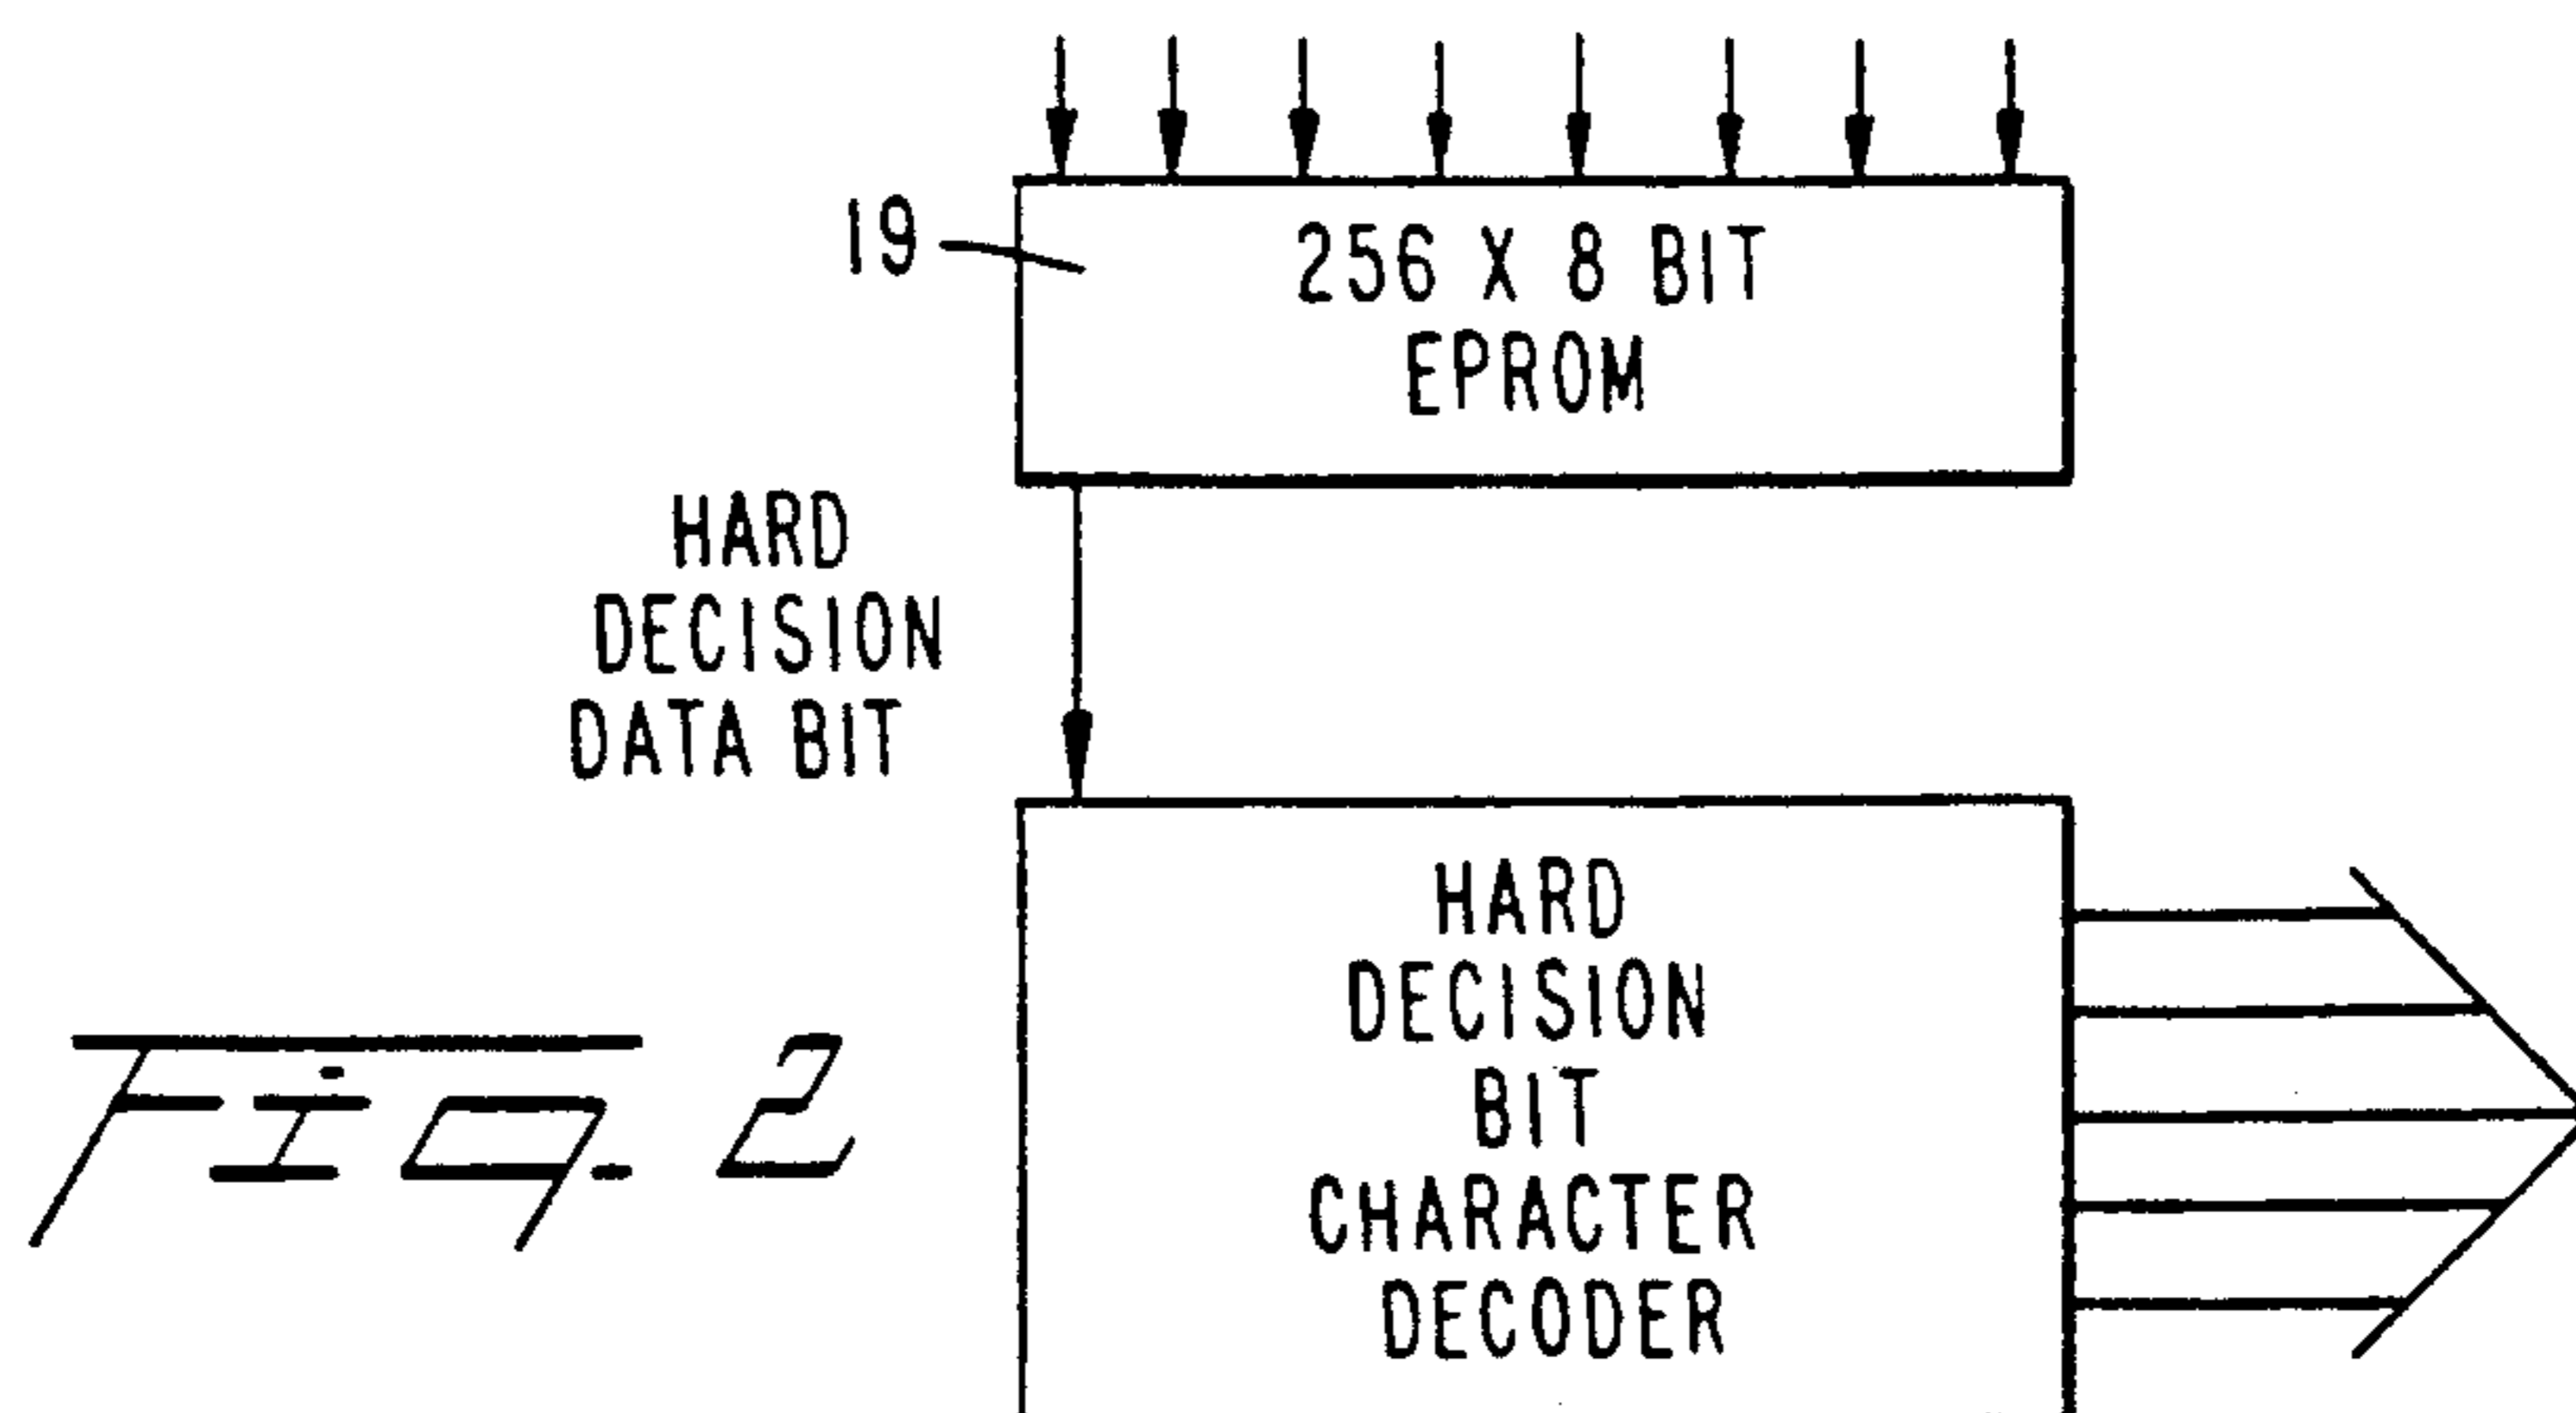 19
256 X 8 BIT
EPROM
HARD
DECISION
DATA BIT
HARD
DECISION
BIT
CHARACTER
DECODER
Fig. 2